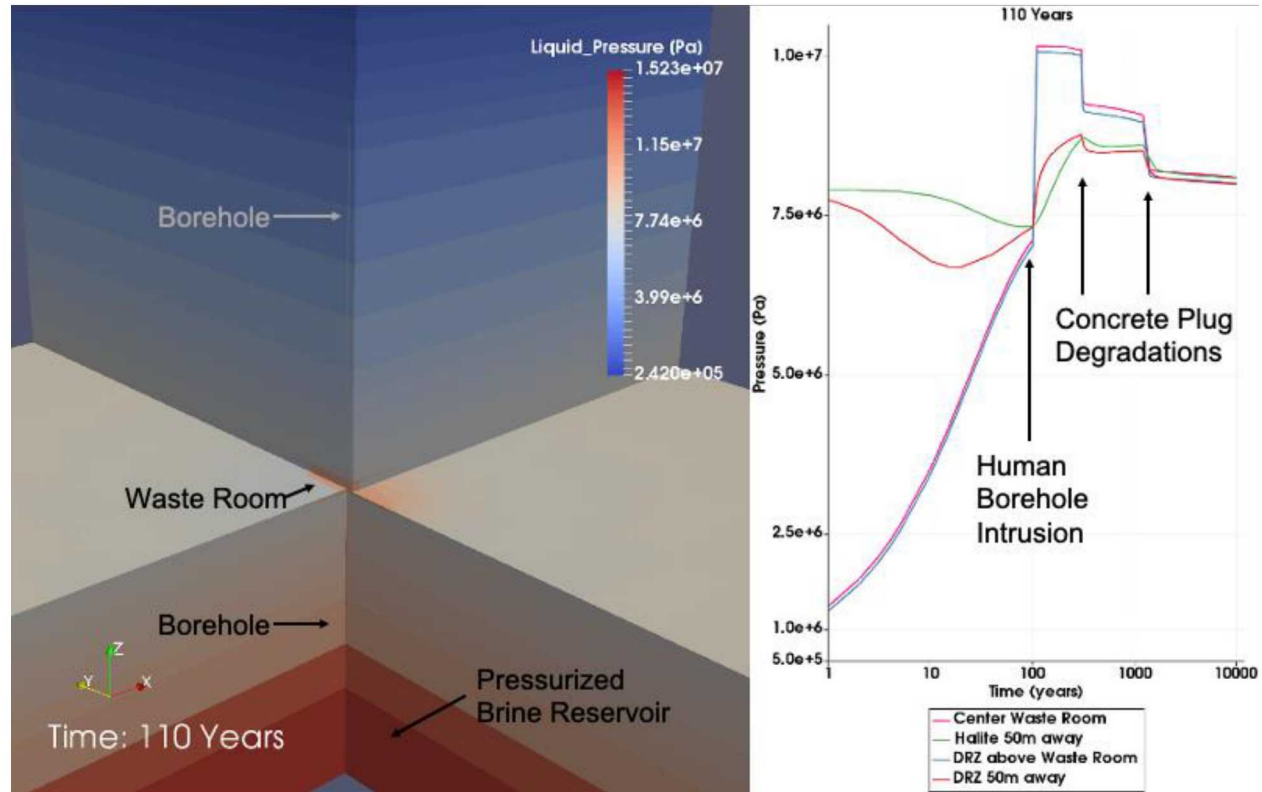 Liquid_Pressure (Pa)
1.523e+07
1.15e+7
7.74e+6
3.99e+6
2.420e+05
Borehole
Waste Room
Borehole
Pressurized
Brine Reservoir
Z
Y
X
Time: 110 Years
110 Years
1.0e+7
7.5e+6
5.0e+6
2.5e+6
1.0e+6
5.0e+5
Pressure (Pa)
Concrete Plug
Degradations
Human
Borehole
Intrusion
1
10
100
1000
10000
Time (years)
Center Waste Room
Halite 50m away
DRZ above Waste Room
DRZ 50m away